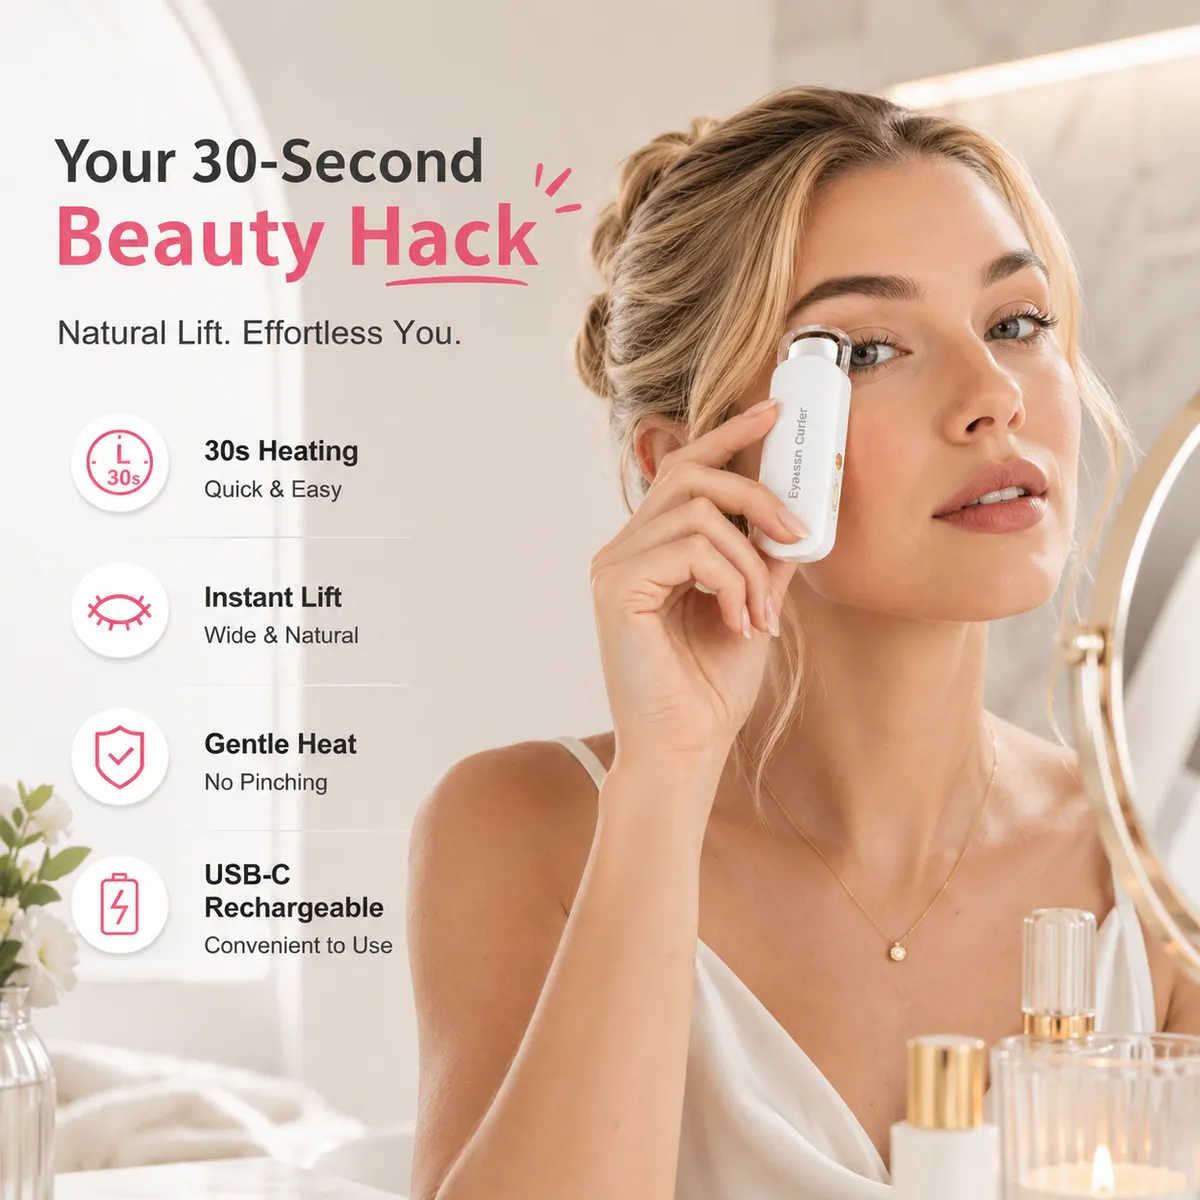 Your 30-Second
Beauty Hack
Natural Lift. Effortless You.
L
30s
30s Heating
Quick & Easy
Instant Lift
Wide & Natural
Gentle Heat
No Pinching
USB-C
Rechargeable
Convenient to Use
Curler